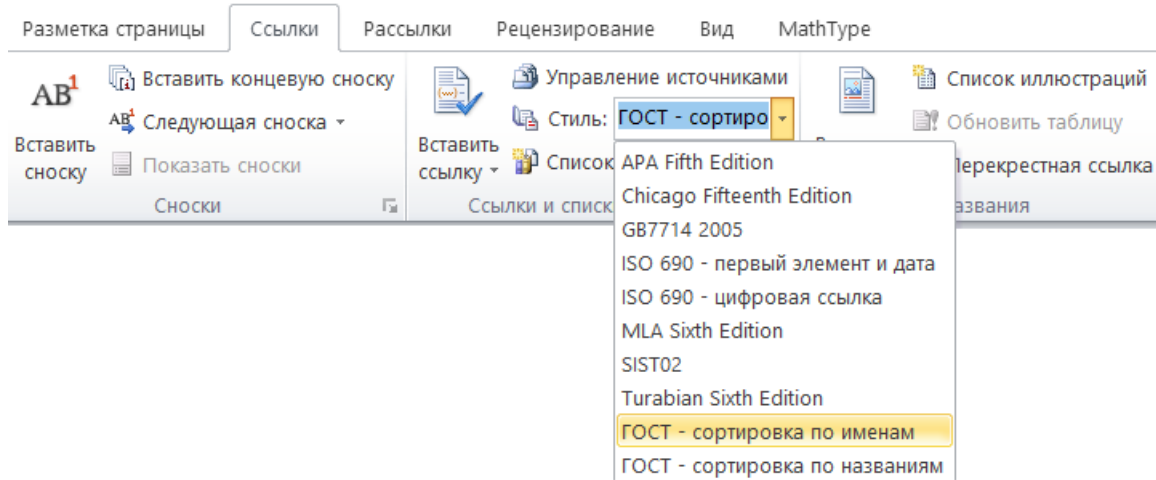 Разметка страницы Ссылки Рассылки Рецензирование Вид MathType
AB¹ Вставить концевую сноску
AB¹ Следующая сноска
Вставить сноску
Показать сноски
Сноски
Вставить ссылку
Управление источниками
Стиль: ГОСТ - сортиро
Список
Ссылки и списк
Список иллюстраций
Обновить таблицу
Перекрестная ссылка
азвания
APA Fifth Edition
Chicago Fifteenth Edition
GB7714 2005
ISO 690 - первый элемент и дата
ISO 690 - цифровая ссылка
MLA Sixth Edition
SIST02
Turabian Sixth Edition
ГОСТ - сортировка по именам
ГОСТ - сортировка по названиям